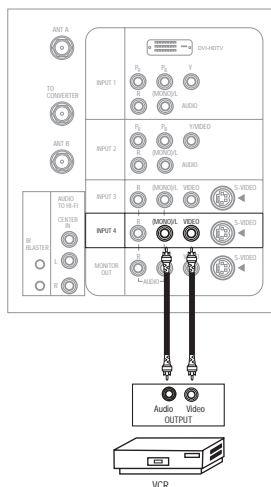 ANT A
DVI-HDTV
TO
CONVERTER
INPUT 1
PB PR Y
R (MONO)/L
AUDIO
ANT B
INPUT 2
PB PR Y/VIDEO
R (MONO)/L
AUDIO
AUDIO
TO HI-FI
CENTER
IN
IR
BLASTER
L
R
INPUT 3
R (MONO)/L VIDEO S-VIDEO
INPUT 4
(MONO)/L VIDEO S-VIDEO
MONITOR
OUT
R
AUDIO
Audio Video
OUTPUT
VCR